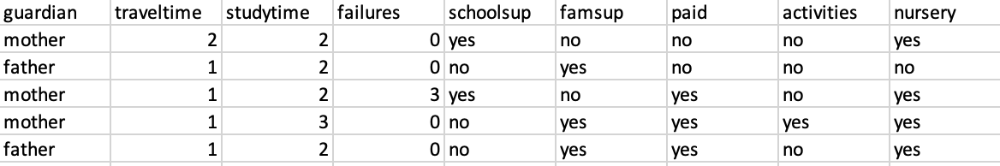 guardian traveltime studytime failures schoolsup famsup paid activities nursery
mother 2 2 0 yes no no no yes
father 1 2 0 no yes no no no
mother 1 2 3 yes no yes no yes
mother 1 3 0 no yes yes yes yes
father 1 2 0 no yes yes no yes